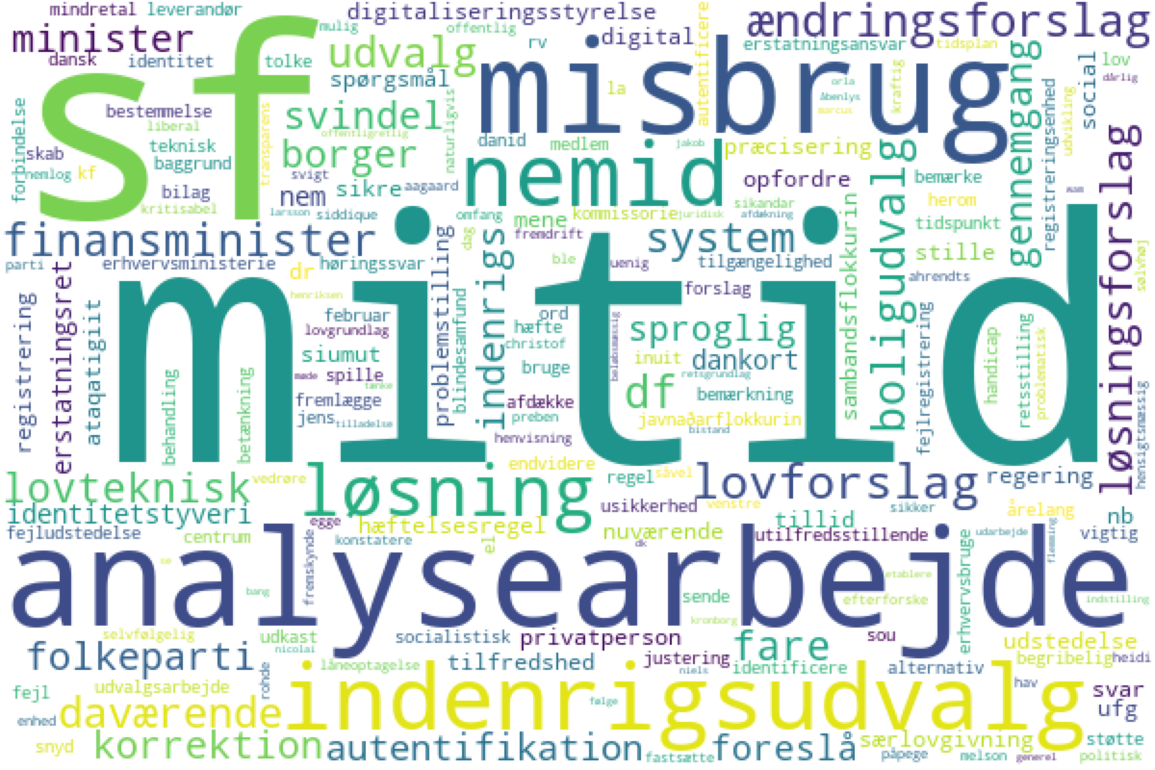 mindretal leverandør digitaliseringsstyrelse ændringsforslag
minister sf mulig offentlig rv digital autentificere erstatningsansvar tidsplan
dansk identitet tolke udvalg misbrug orla kraftig social lov dårlig
spørgsmål la åbenlys marcus
forbindelse bestemmelse transparens svindel naturligvis udvikling
liberal offentligretlig danid medlem jakob præcisering boligudvalg gennemgang registreringsenhed løsningsforslag
skab teknisk baggrund borger nemid bemærke
nemlog kf svigt aagaard opfordre
bilag nem sikre sikandar herom wam
kritisabel larsson siddique omfang mene kommissorie juridisk afdækning tidspunkt
finansminister dag indenrigs fremdrift system sambandsflokkurin stille sølvhøj
parti erhvervsministerie dr høringssvar ble uenig tilgængelighed ahrendts
mitid
registrering erstatningsret ataqatigiit henriksen problemstilling forslag
februar lovgrundlag blindesamfund ord hæfte beløbsmæssig sproglig fejlregistrering handicap retsstilling problematisk hensigtsmæssig
siumut christof inuit dankort
behandling betænkning møde spille tænke bruge retsgrundlag
fremlægge afdække df bemærkning
jens tilladelse preben javnaðarflokkurin
henvisning bistand
lovteknisk vedrøre løsning endvidere regel såvel lovforslag regering
identitetstyveri usikkerhed venstre sikker årelang nb
fejludstedelse centrum egge hæftelsesregel el nuværende tillid utilfredsstillende erhvervsbruge udarbejde flemming vigtig
konstatere dk
analysearbejde
se fremskynde etablere
bang sende efterforske indstilling
kronborg
selvfølgelig udkast socialistisk privatperson fare sou udstedelse
folkeparti nicolai tilfredshed justering identificere alternativ begribelig heidi
rohde låneoptagelse niels
fejl udvalgsarbejde indenrigsudvalg hav svar
enhed daværende følge ufg
snyd korrektion autentifikation fastsætte foreslå særlovgivning støtte
påpege melson generel politisk